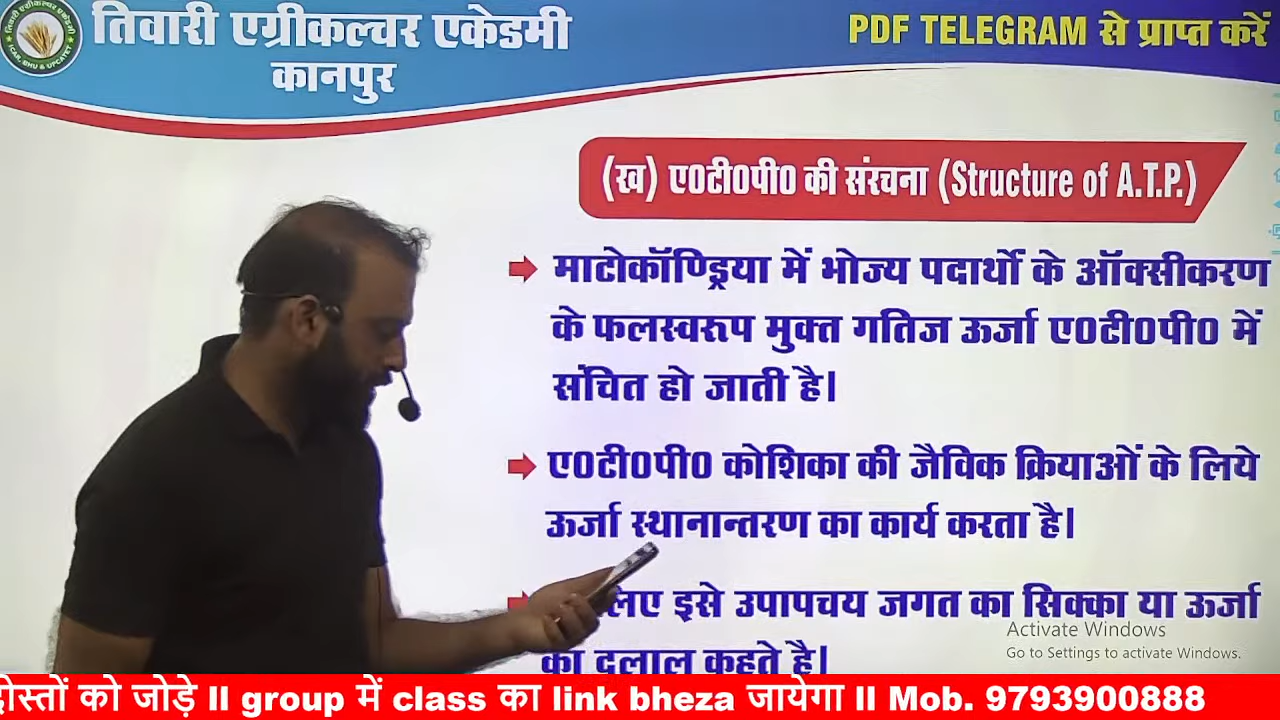 तिवारी एग्रीकल्चर एकेडमी
कानपुर
PDF TELEGRAM से प्राप्त करें
(ख) ए0टी0पी0 की संरचना (Structure of A.T.P.)
माटोकॉण्ड्रिया में भोज्य पदार्थो के ऑक्सीकरण
के फलस्वरूप मुक्त गतिज ऊर्जा ए0टी0पी0 में
संचित हो जाती है।
ए0टी0पी0 कोशिका की जैविक क्रियाओं के लिये
ऊर्जा स्थानान्तरण का कार्य करता है।
इसे उपापचय जगत का सिक्का या ऊर्जा
का दलाल कहते है।
Activate Windows
Go to Settings to activate Windows.
को जोड़े II group में class का link bheza जायेगा II Mob. 9793900888